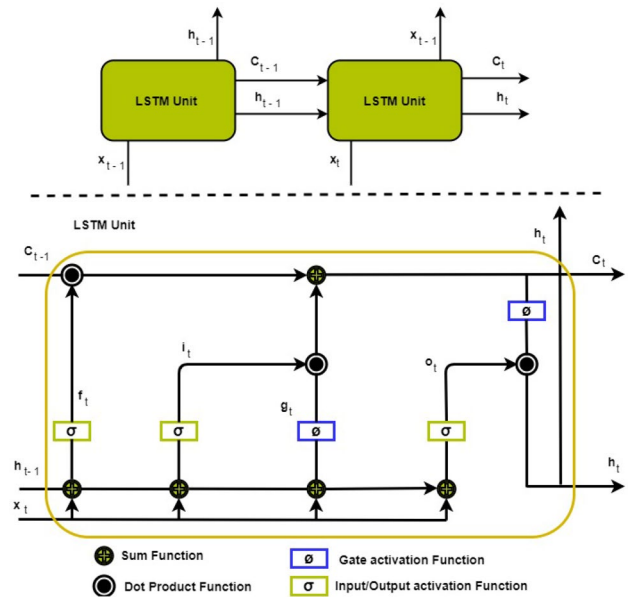 h t-1
x t-1
C t-1
C t
LSTM Unit
LSTM Unit
h t-1
h t
x t-1
x t
LSTM Unit
h t
C t-1
C t
ø
i t
o t
f t
g t
σ
σ
ø
σ
h t-1
h t
x t
Sum Function
ø
Gate activation Function
Dot Product Function
σ
Input/Output activation Function